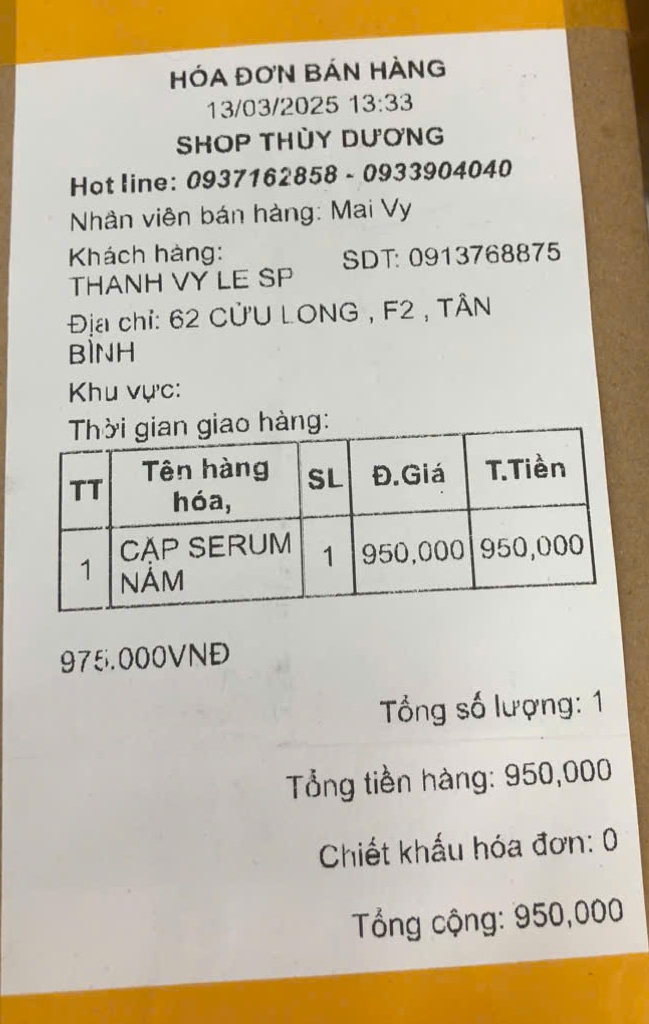 HÓA ĐƠN BÁN HÀNG
13/03/2025 13:33
SHOP THÙY DƯƠNG
Hot line: 0937162858 - 0933904040
Nhân viên bán hàng: Mai Vy
Khách hàng: SDT: 0913768875
THANH VY LE SP
Địa chỉ: 62 CỬU LONG , F2 , TÂN
BÌNH
Khu vực:
Thời gian giao hàng:
TT Tên hàng hóa, SL Đ.Giá T.Tiền
1 CẶP SERUM NÁM 1 950,000 950,000
975.000VNĐ
Tổng số lượng: 1
Tổng tiền hàng: 950,000
Chiết khấu hóa đơn: 0
Tổng cộng: 950,000